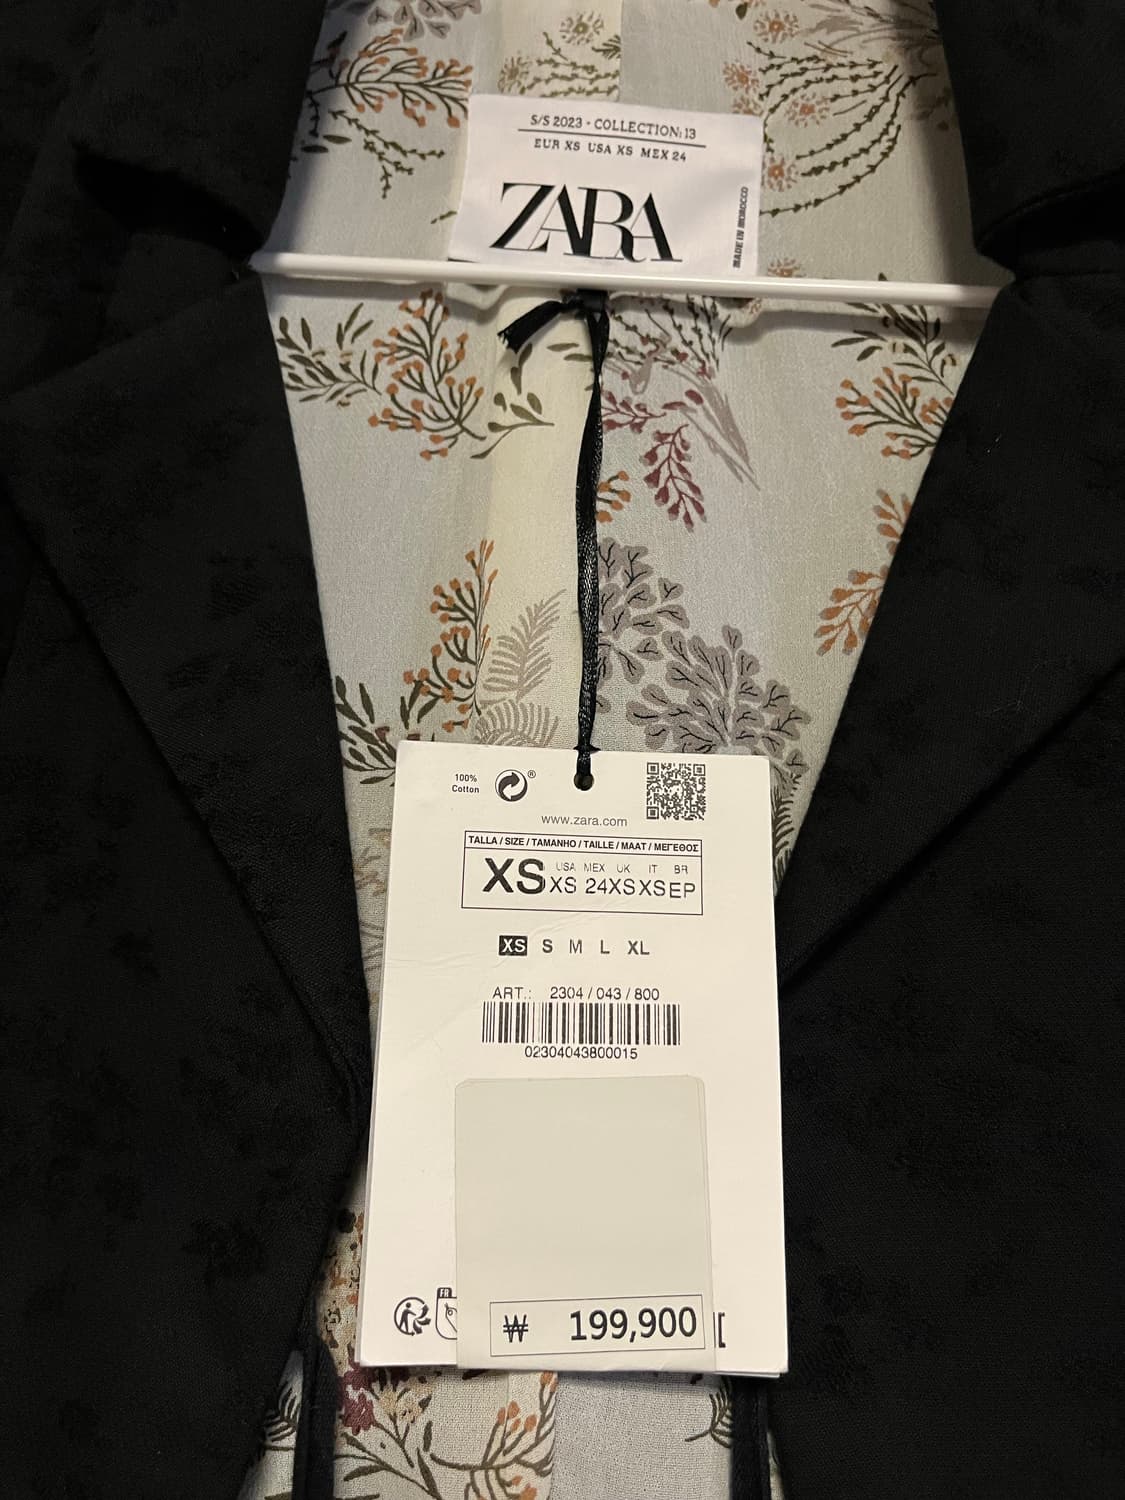 S/S 2023 - COLLECTION: 13
EUR XS USA XS MEX 24
ZARA
MADE IN MOROCCO
100%
Cotton
®
www.zara.com
TALLA / SIZE / TAMANHO / TAILLE / MAAT / ΜΕΓΕΘΟΣ
USA MEX UK IT BR
XS XS 24 XS XS EP
XS S M L XL
ART.: 2304 / 043 / 800
02304043800015
FR
₩ 199,900